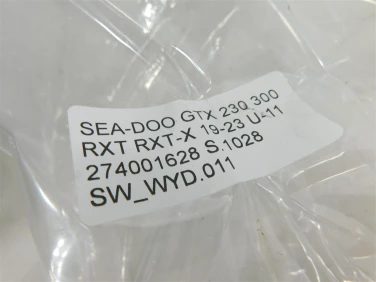 SEA-DOO GTX 230 300
RXT RXT-X 19-23 U-11
274001628 S.1028
SW_WYD.011